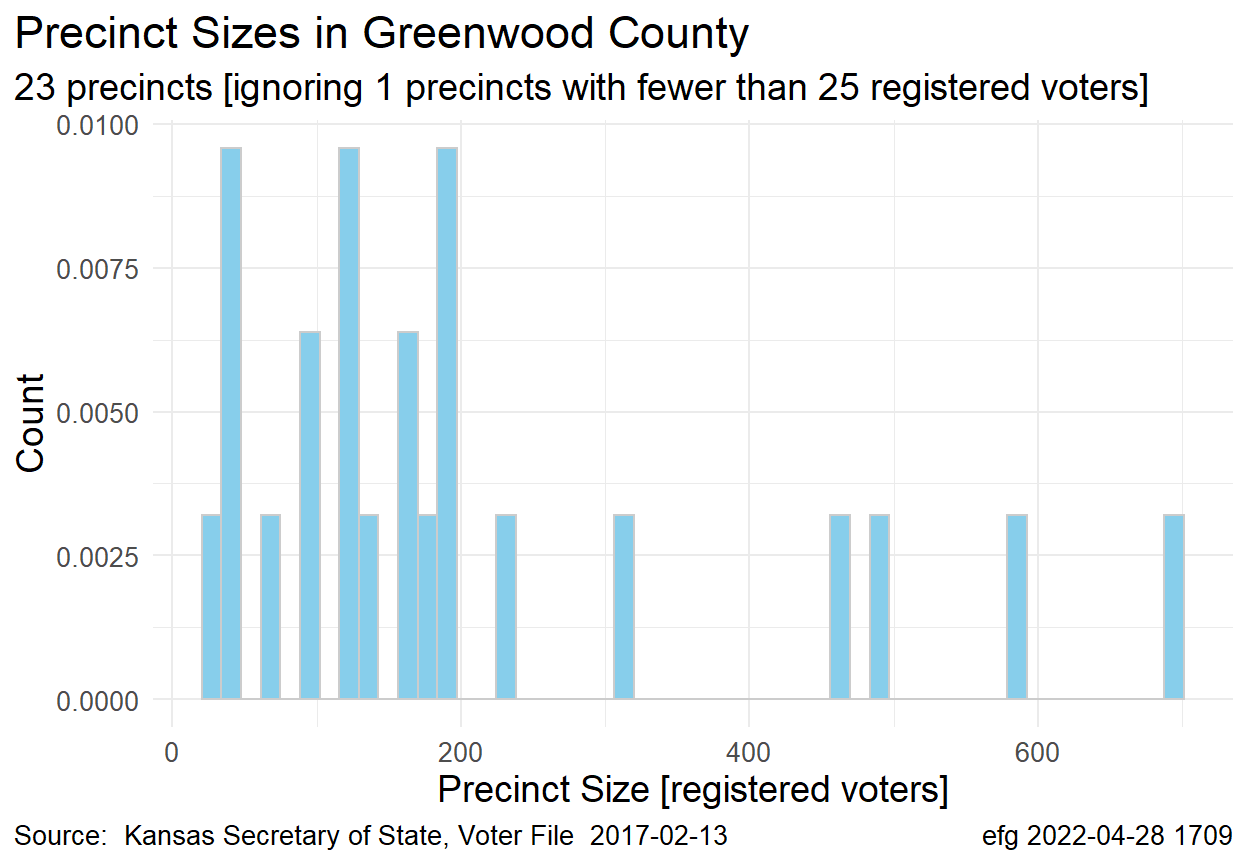 Precinct Sizes in Greenwood County
23 precincts [ignoring 1 precincts with fewer than 25 registered voters]
0.0100
0.0075
0.0050
0.0025
0.0000
Count
0 200 400 600
Precinct Size [registered voters]
Source:  Kansas Secretary of State, Voter File  2017-02-13
efg 2022-04-28 1709